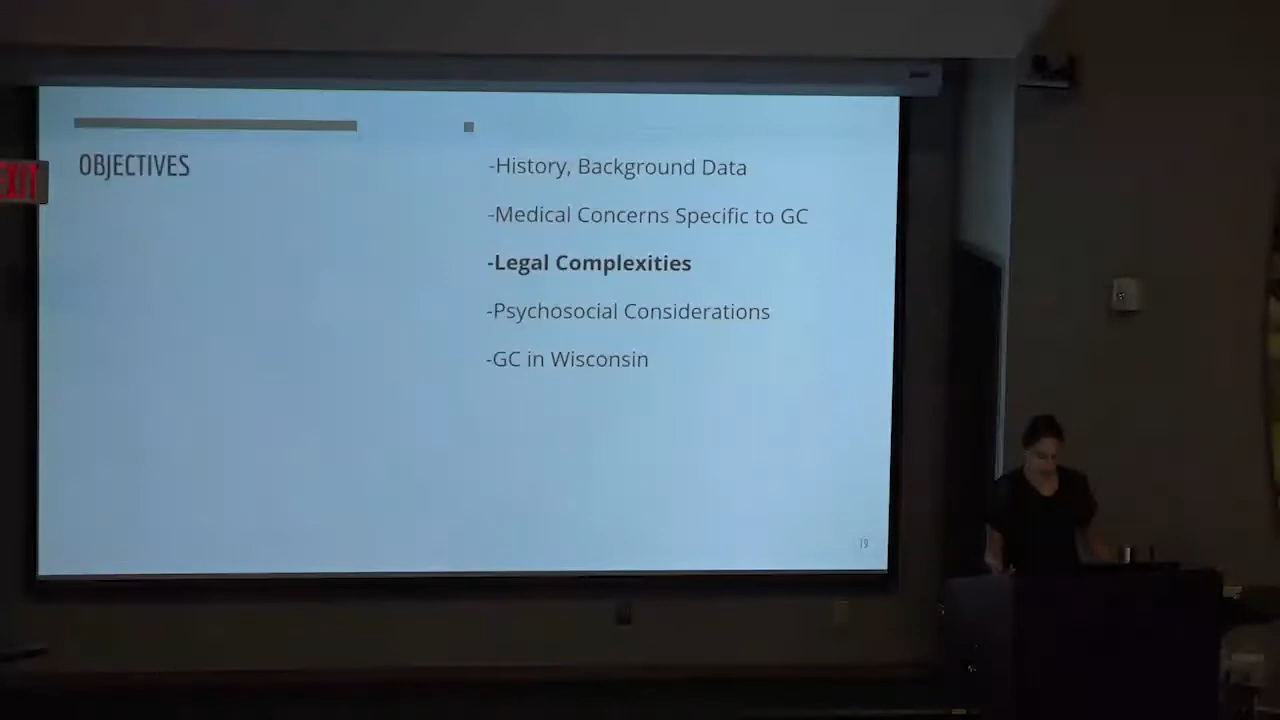 OBJECTIVES
-History, Background Data
-Medical Concerns Specific to GC
-Legal Complexities
-Psychosocial Considerations
-GC in Wisconsin
19
EXIT